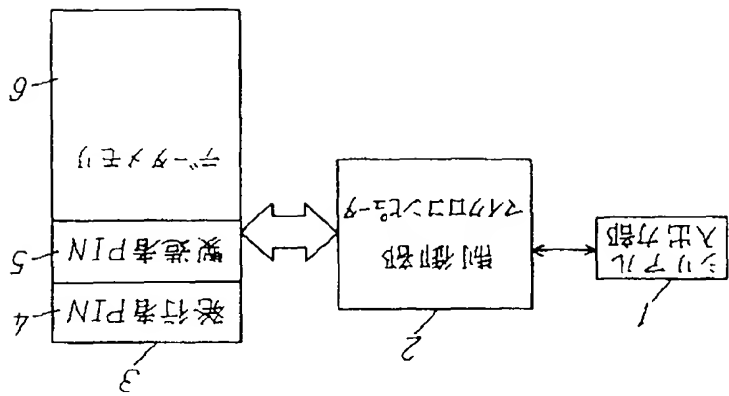 1
シリアル
入出力部
2
制御部
マイクロコンピュータ
3
発行者PIN
4
製造者PIN
5
データメモリ
6